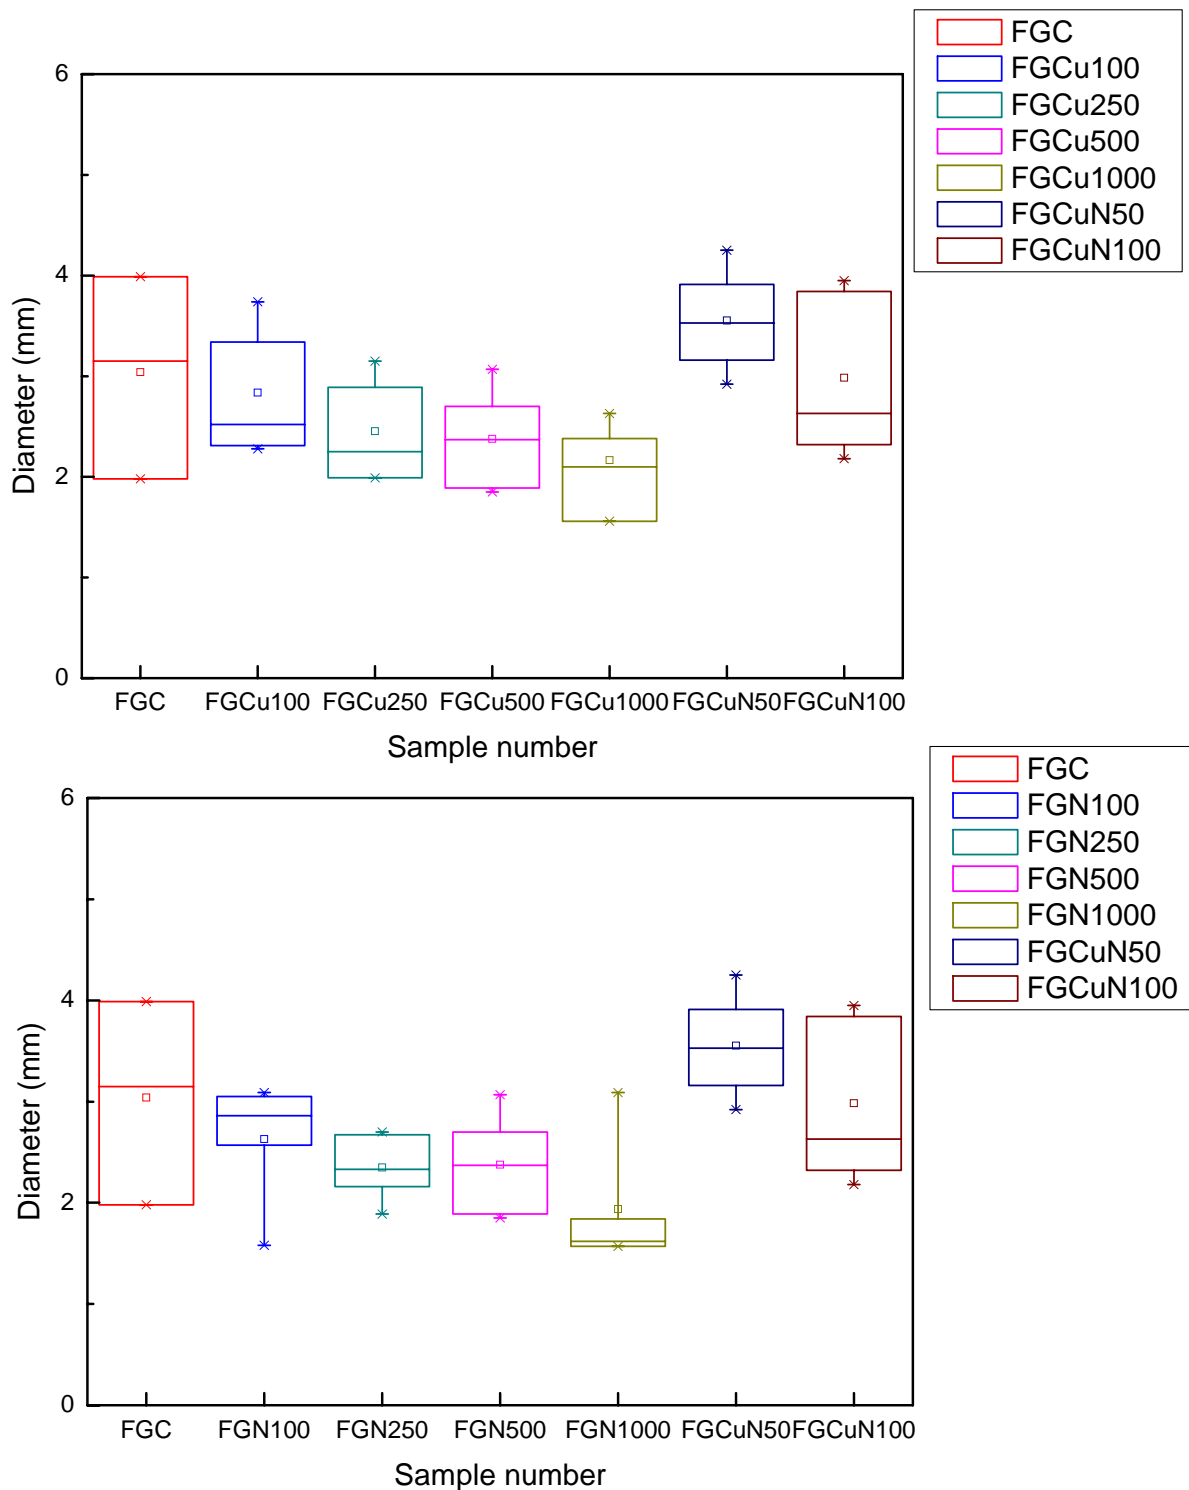 FGC
FGCu100
FGCu250
FGCu500
FGCu1000
FGCuN50
FGCuN100
6
4
2
0
Diameter (mm)
FGC FGCu100 FGCu250 FGCu500 FGCu1000 FGCuN50 FGCuN100
Sample number
FGC
FGN100
FGN250
FGN500
FGN1000
FGCuN50
FGCuN100
6
4
2
0
Diameter (mm)
FGC FGN100 FGN250 FGN500 FGN1000 FGCuN50 FGCuN100
Sample number